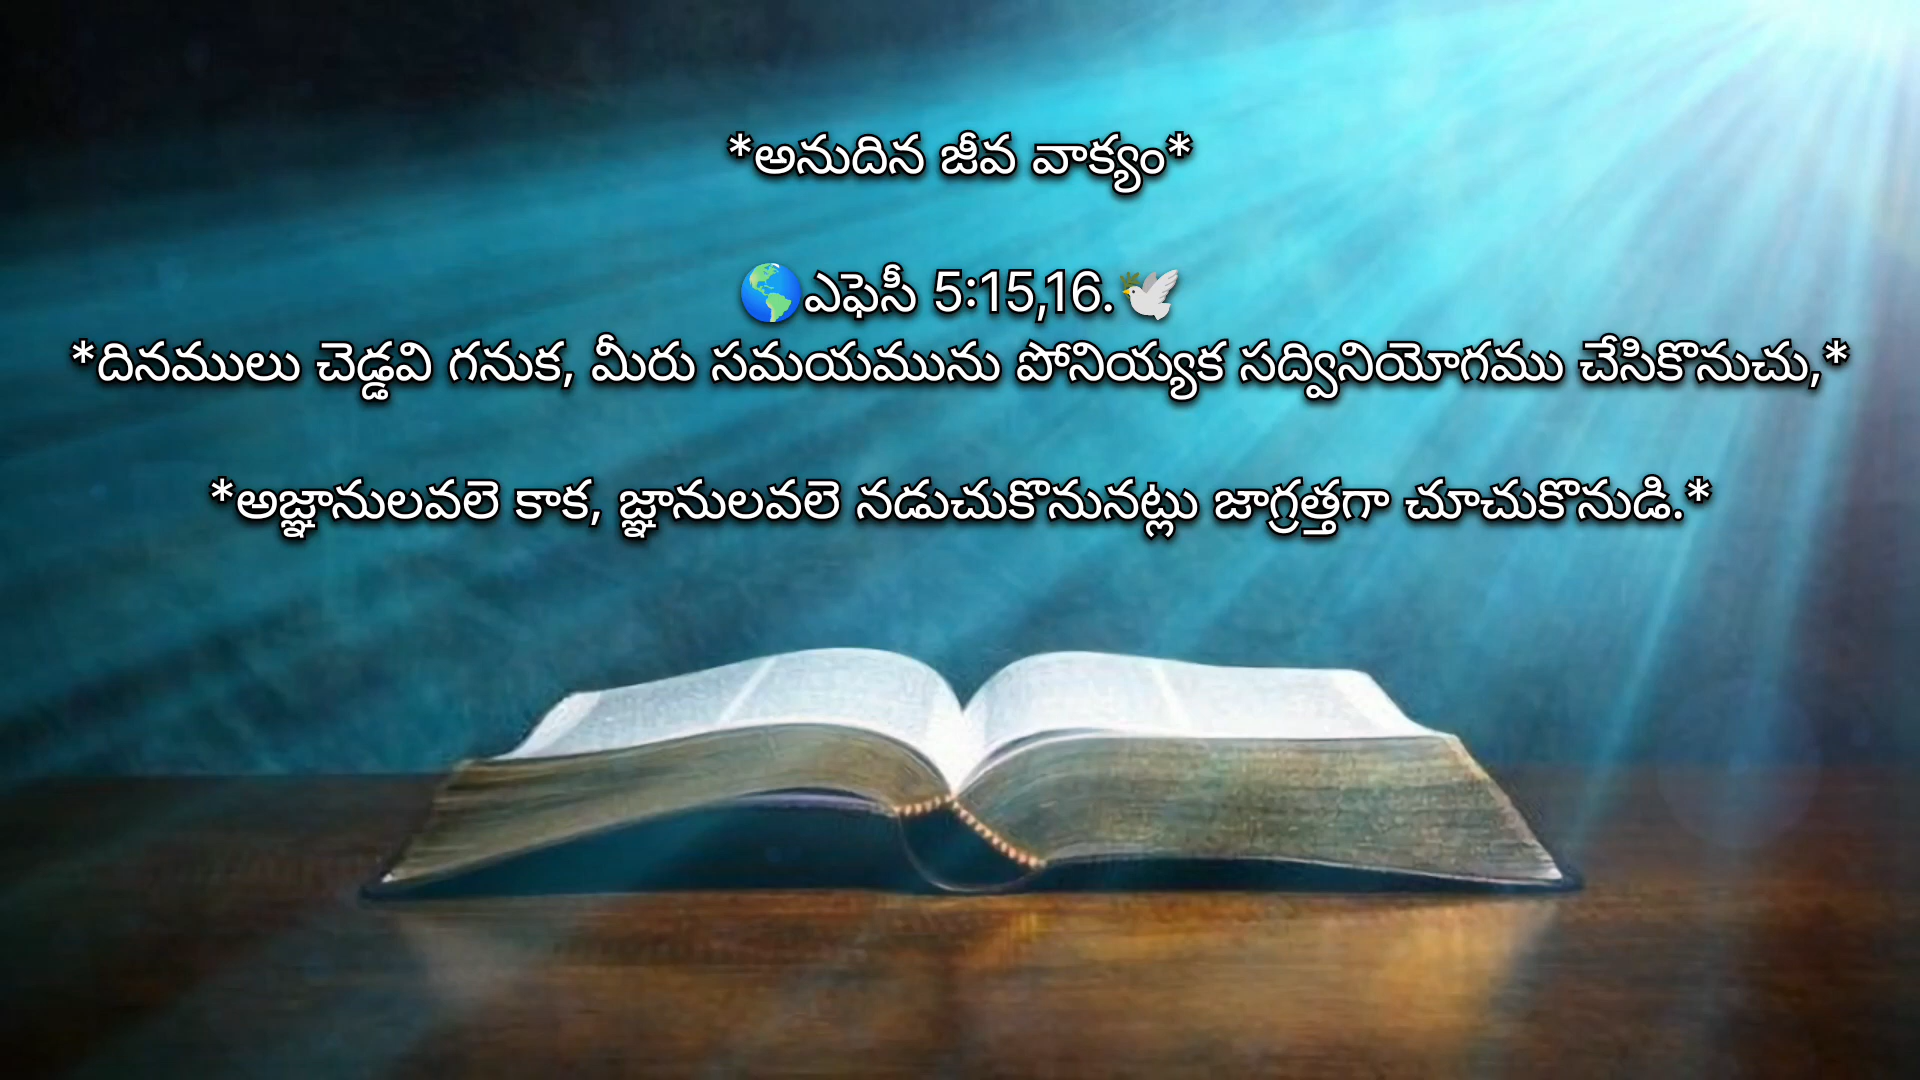 *అనుదిన జీవ వాక్యం*
🌎ఎఫెసీ 5:15,16.🕊
*దినములు చెడ్డవి గనుక, మీరు సమయమును పోనియ్యక సద్వినియోగము చేసికొనుచు,*
*అజ్ఞానులవలె కాక, జ్ఞానులవలె నడుచుకొనునట్లు జాగ్రత్తగా చూచుకొనుడి.*